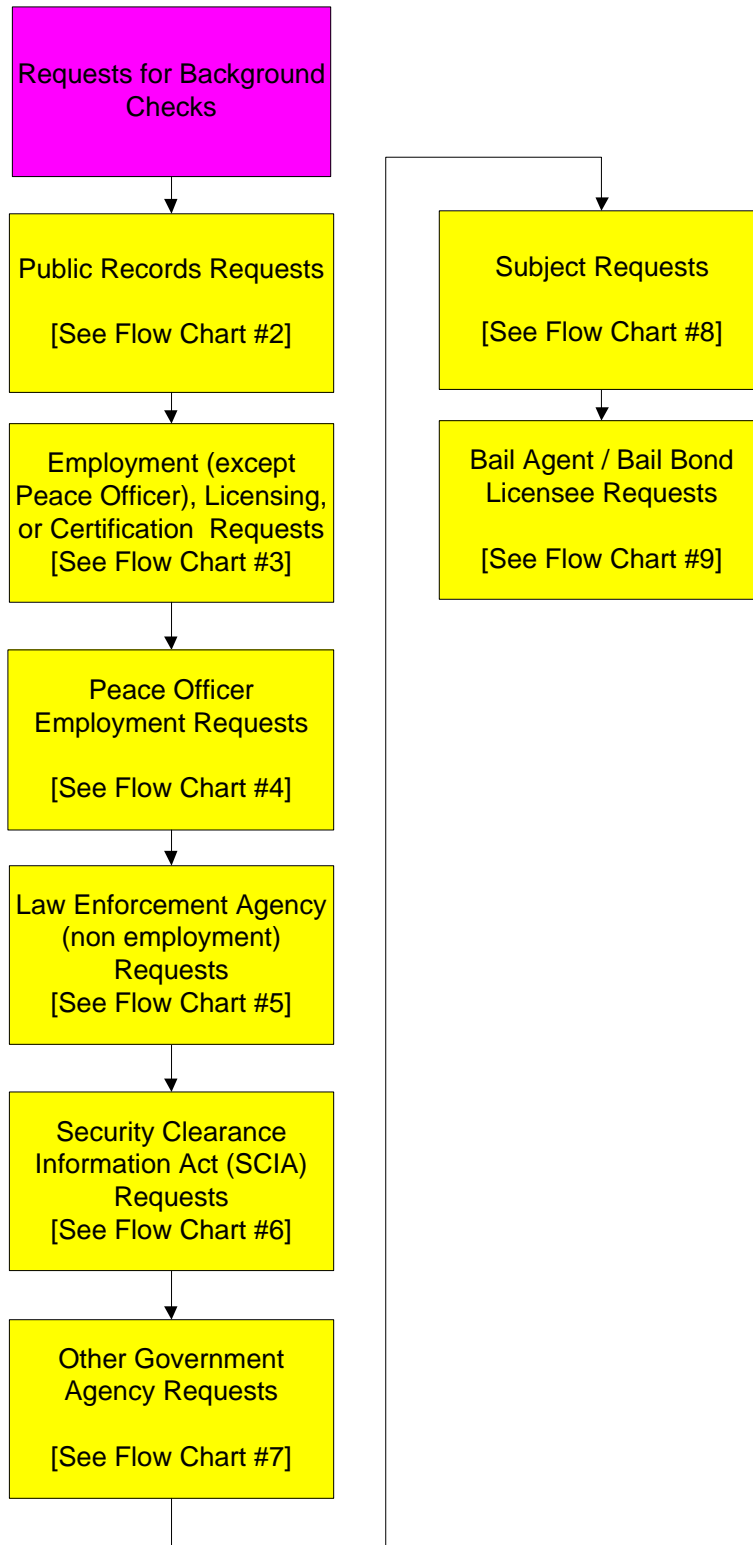 Requests for Background
Checks
Public Records Requests
[See Flow Chart #2]
Employment (except
Peace Officer), Licensing,
or Certification  Requests
[See Flow Chart #3]
Peace Officer
Employment Requests
[See Flow Chart #4]
Law Enforcement Agency
(non employment)
Requests
[See Flow Chart #5]
Security Clearance
Information Act (SCIA)
Requests
[See Flow Chart #6]
Other Government
Agency Requests
[See Flow Chart #7]
Subject Requests
[See Flow Chart #8]
Bail Agent / Bail Bond
Licensee Requests
[See Flow Chart #9]